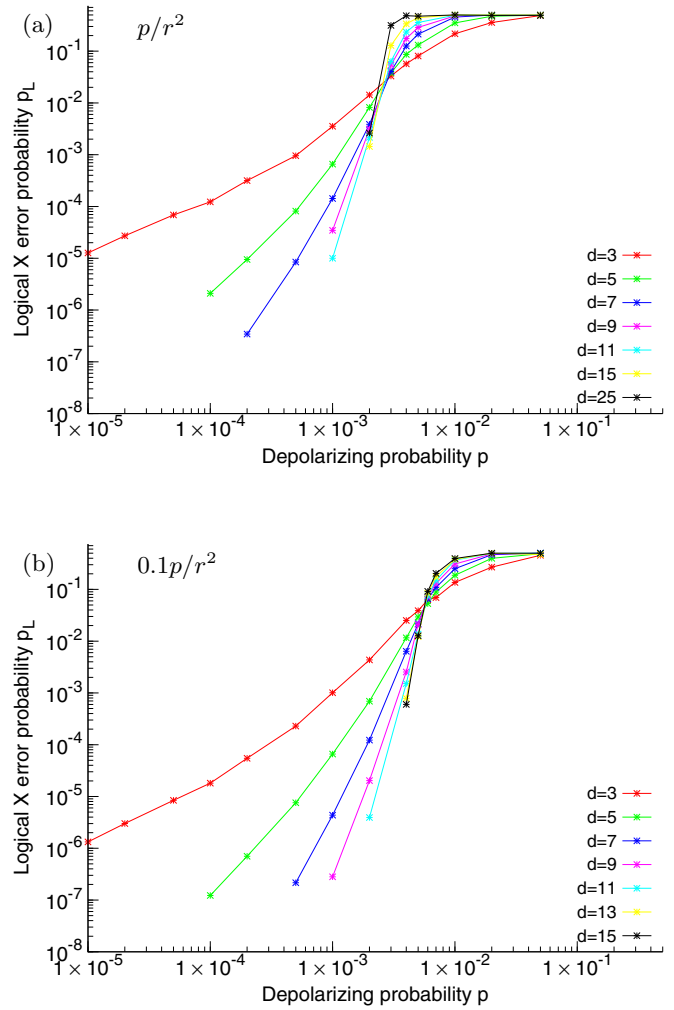 (a)
p/r²
Logical X error probability p_L
10⁻¹
10⁻²
10⁻³
10⁻⁴
10⁻⁵
10⁻⁶
10⁻⁷
10⁻⁸
d=3
d=5
d=7
d=9
d=11
d=15
d=25
1 × 10⁻⁵ 1 × 10⁻⁴ 1 × 10⁻³ 1 × 10⁻² 1 × 10⁻¹
Depolarizing probability p
(b)
0.1p/r²
Logical X error probability p_L
10⁻¹
10⁻²
10⁻³
10⁻⁴
10⁻⁵
10⁻⁶
10⁻⁷
10⁻⁸
d=3
d=5
d=7
d=9
d=11
d=13
d=15
1 × 10⁻⁵ 1 × 10⁻⁴ 1 × 10⁻³ 1 × 10⁻² 1 × 10⁻¹
Depolarizing probability p